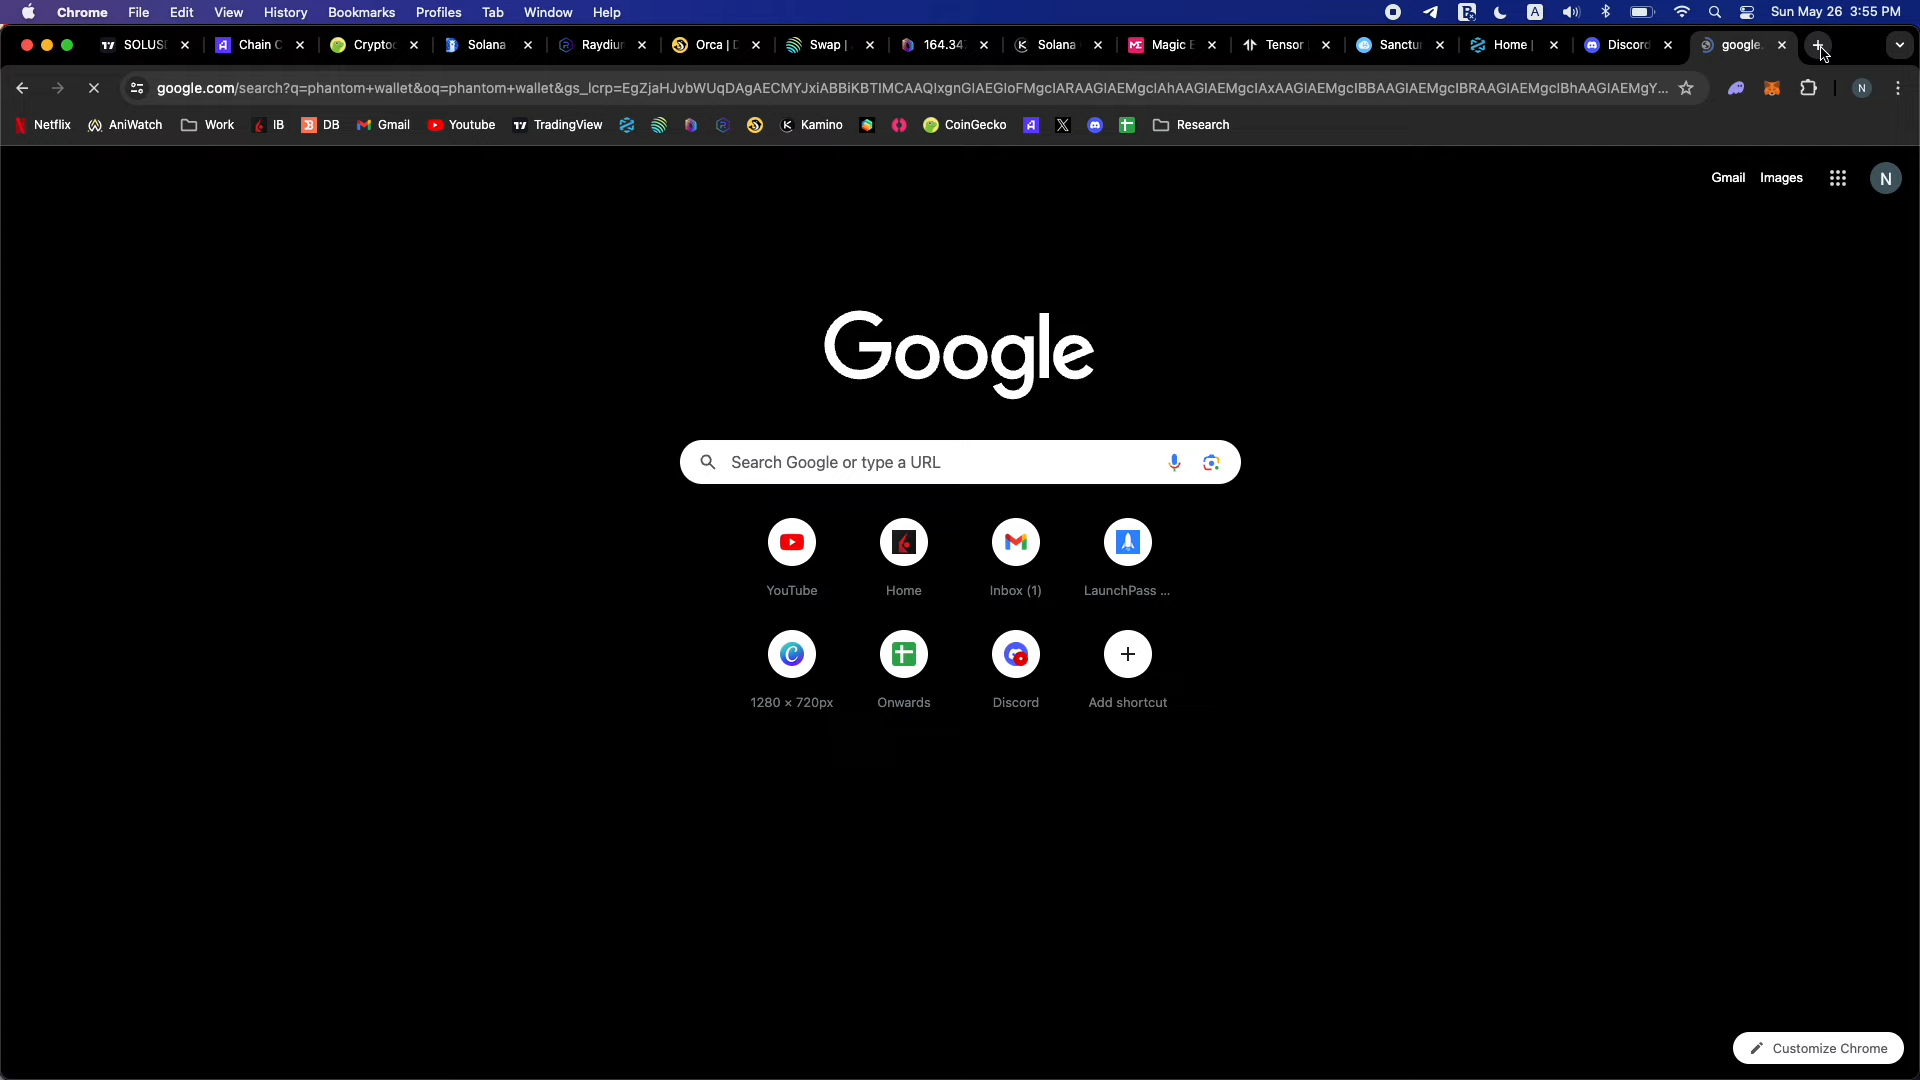 Chrome File Edit View History Bookmarks Profiles Tab Window Help A Sun May 26 3:55 PM
SOLUS Chain C Crypto Solana Raydiu Orca | Swap | 164.34 Solana Magic E Tensor Sanctu Home | Discord google.
google.com/search?q=phantom+wallet&oq=phantom+wallet&gs_lcrp= N
Netflix AniWatch Work IB DB Gmail Youtube TradingView Kamino CoinGecko Research
Gmail Images N
Google
Search Google or type a URL
YouTube Home Inbox (1) LaunchPass ...
1280 × 720px Onwards Discord Add shortcut
Customize Chrome